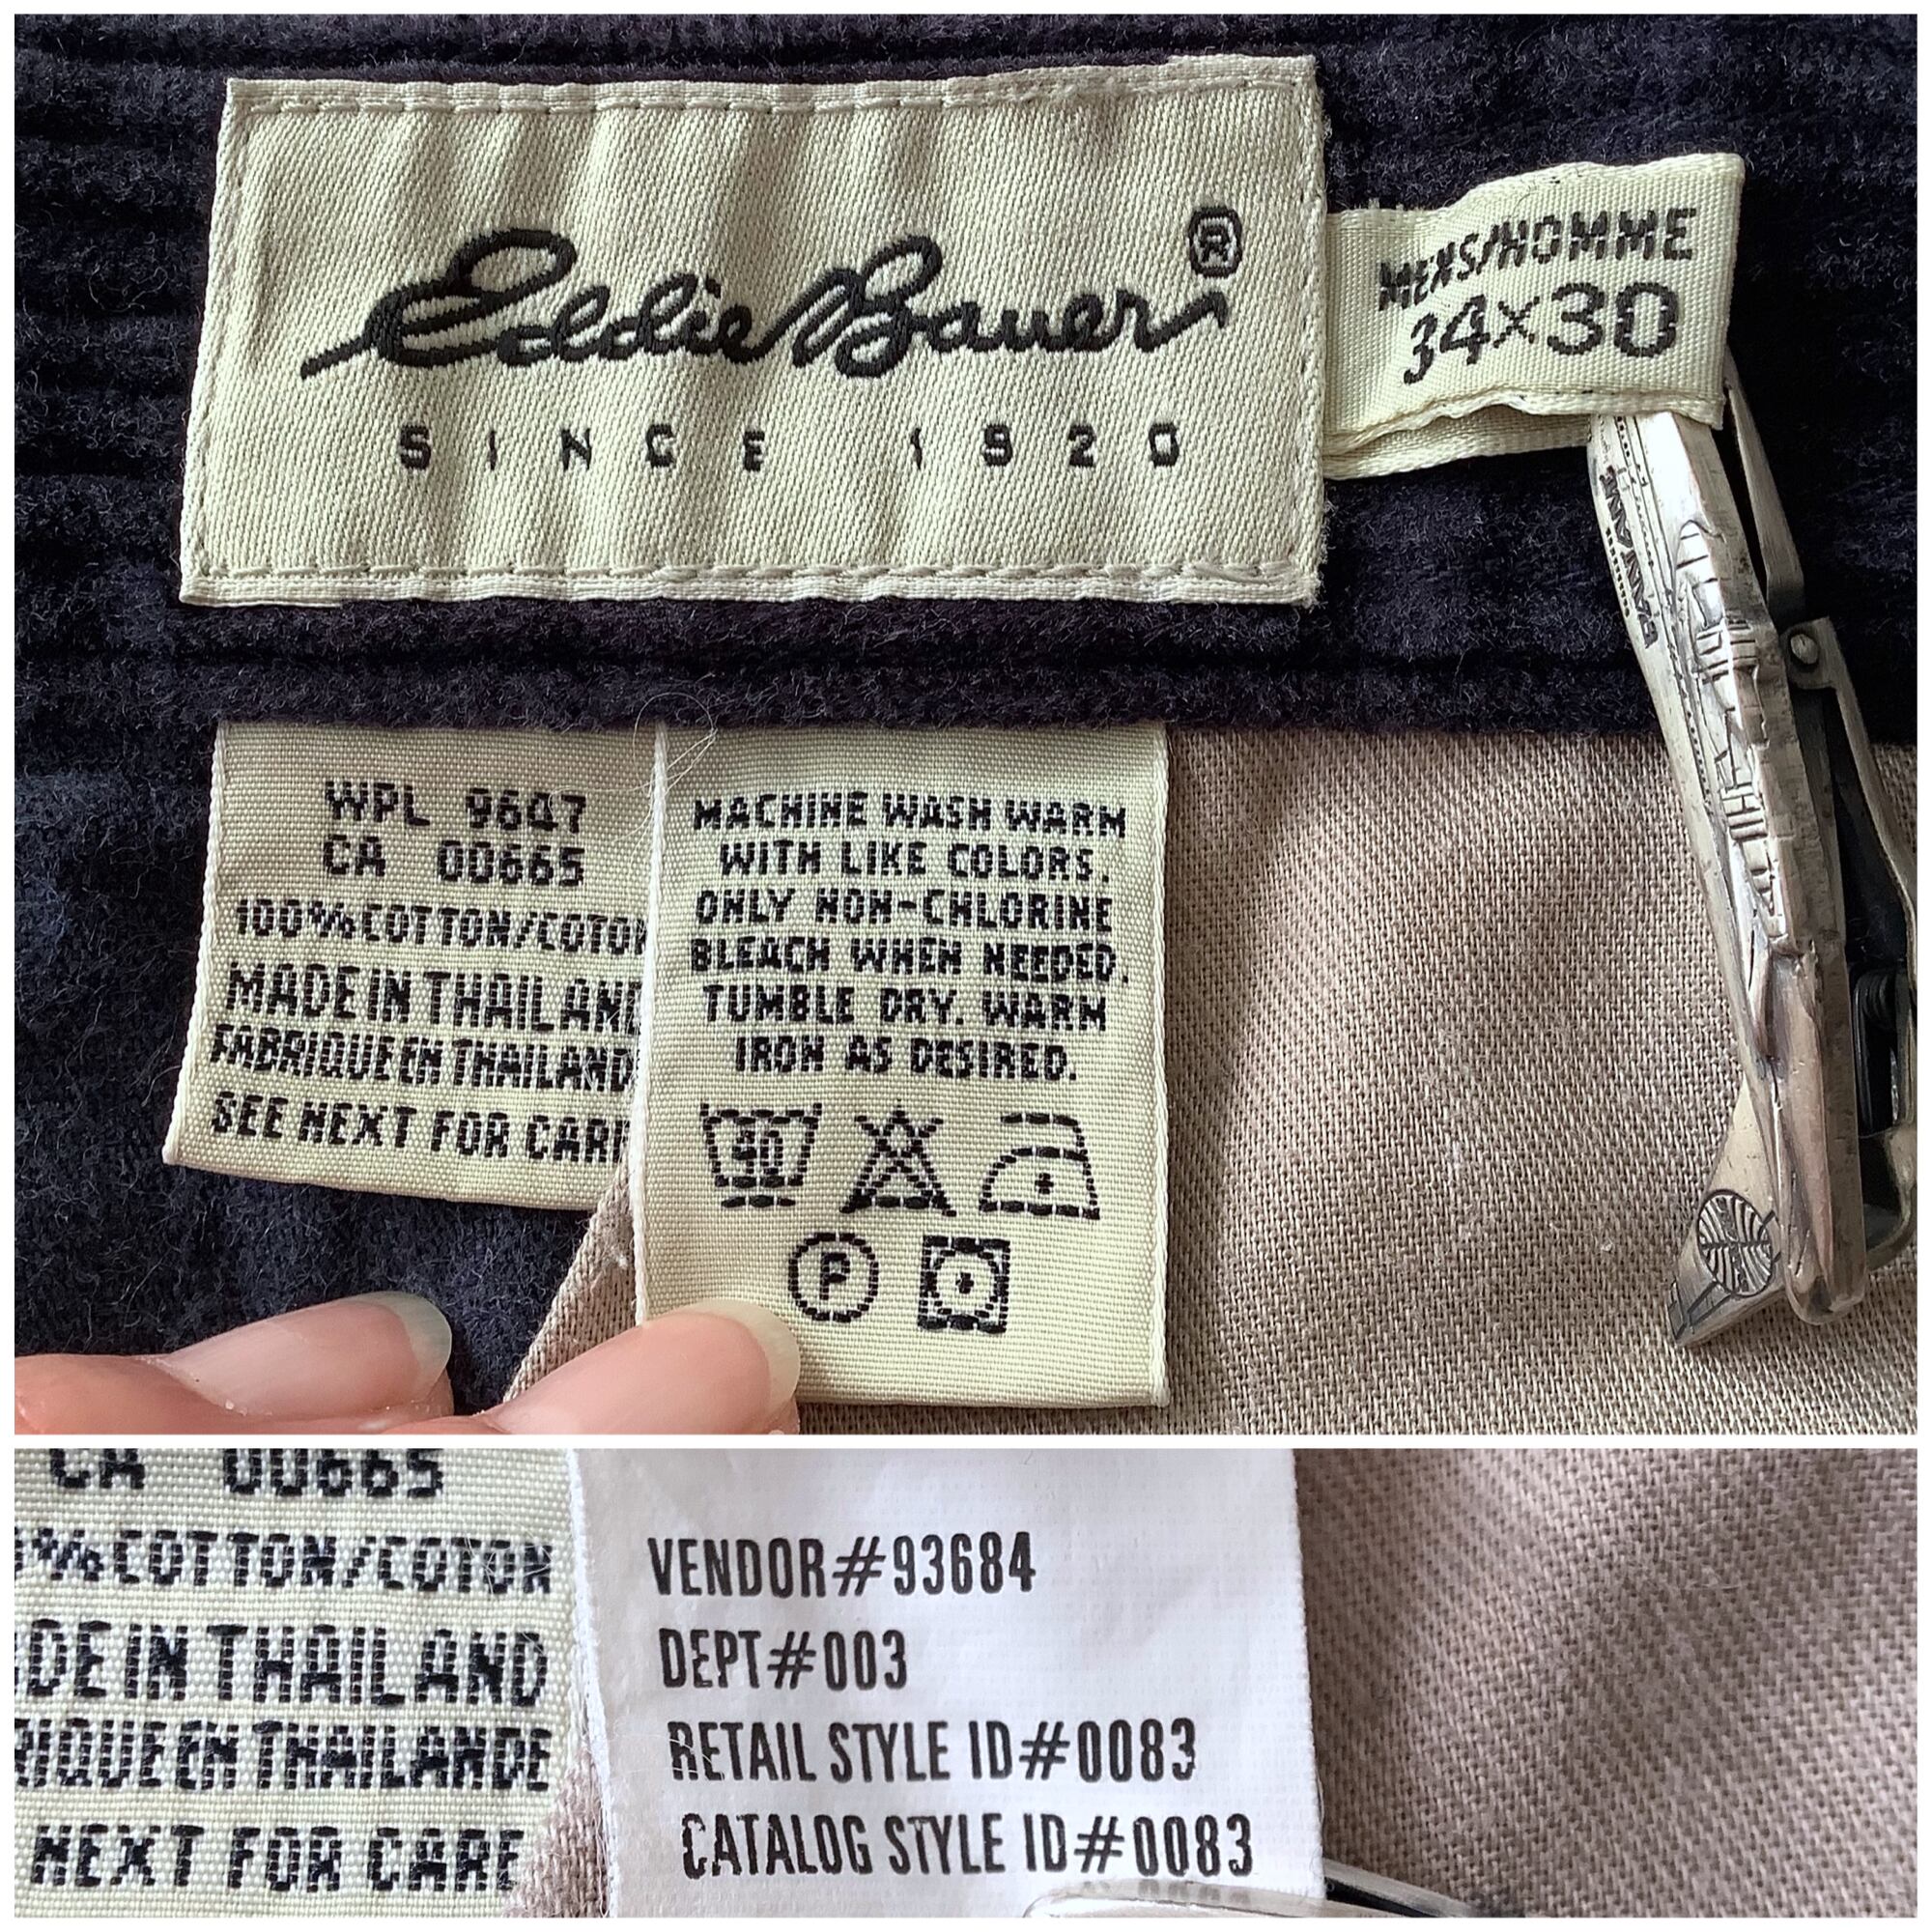 Eddie Bauer®
SINCE 1920
MENS/HOMME
34x30
WPL 9647
CA 00665
100% COTTON/COTON
MADE IN THAILAND
FABRIQUE EN THAILANDE
SEE NEXT FOR CARE
MACHINE WASH WARM
WITH LIKE COLORS.
ONLY NON-CHLORINE
BLEACH WHEN NEEDED.
TUMBLE DRY. WARM
IRON AS DESIRED.
P
CA 00665
%COTTON/COTON
DE IN THAILAND
RIQUE EN THAILANDE
NEXT FOR CARE
VENDOR#93684
DEPT#003
RETAIL STYLE ID#0083
CATALOG STYLE ID#0083